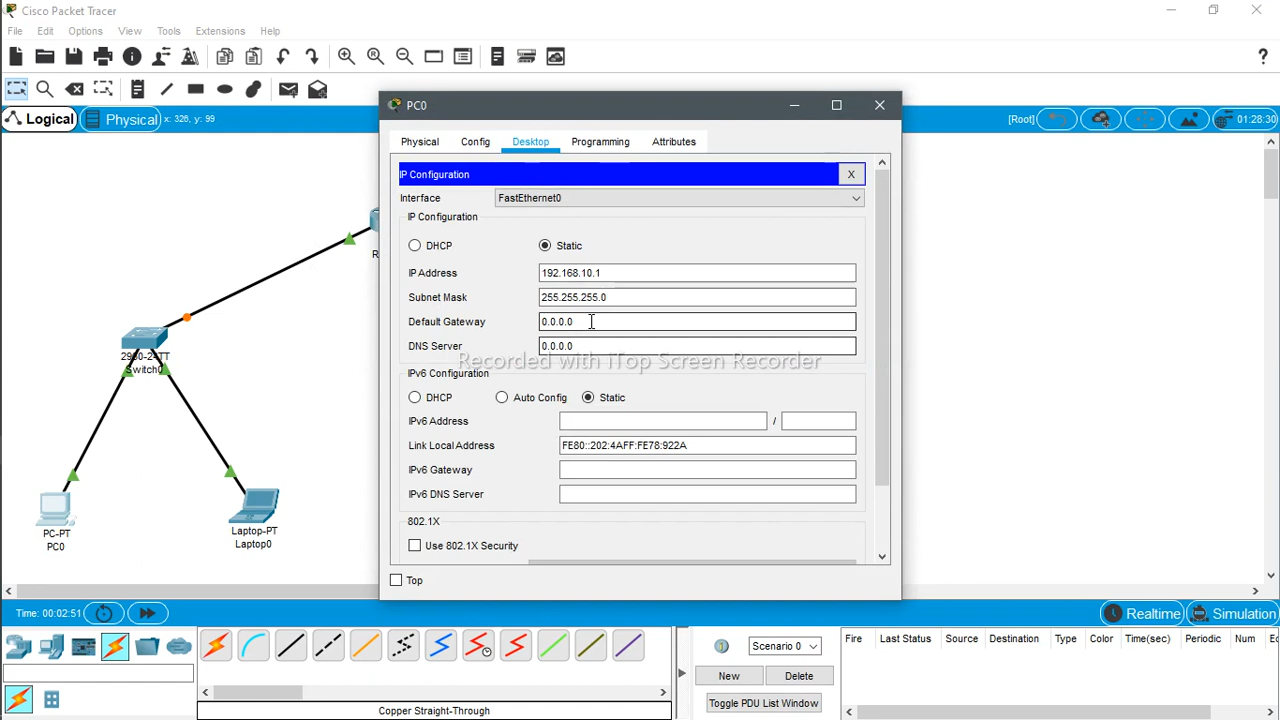 Cisco Packet Tracer
File Edit Options View Tools Extensions Help
?
Logical Physical x: 326, y: 99 [Root] 01:28:30
PC0
Physical Config Desktop Programming Attributes
IP Configuration X
Interface FastEthernet0
IP Configuration
DHCP Static
IP Address 192.168.10.1
Subnet Mask 255.255.255.0
Default Gateway 0.0.0.0
DNS Server 0.0.0.0
Recorded with iTop Screen Recorder
IPv6 Configuration
DHCP Auto Config Static
IPv6 Address /
Link Local Address FE80::202:4AFF:FE78:922A
IPv6 Gateway
IPv6 DNS Server
802.1X
Use 802.1X Security
Top
R
2960-24TT
Switch0
PC-PT
PC0
Laptop-PT
Laptop0
Time: 00:02:51 Realtime Simulation
Scenario 0
New Delete
Toggle PDU List Window
Fire Last Status Source Destination Type Color Time(sec) Periodic Num Ec
Copper Straight-Through